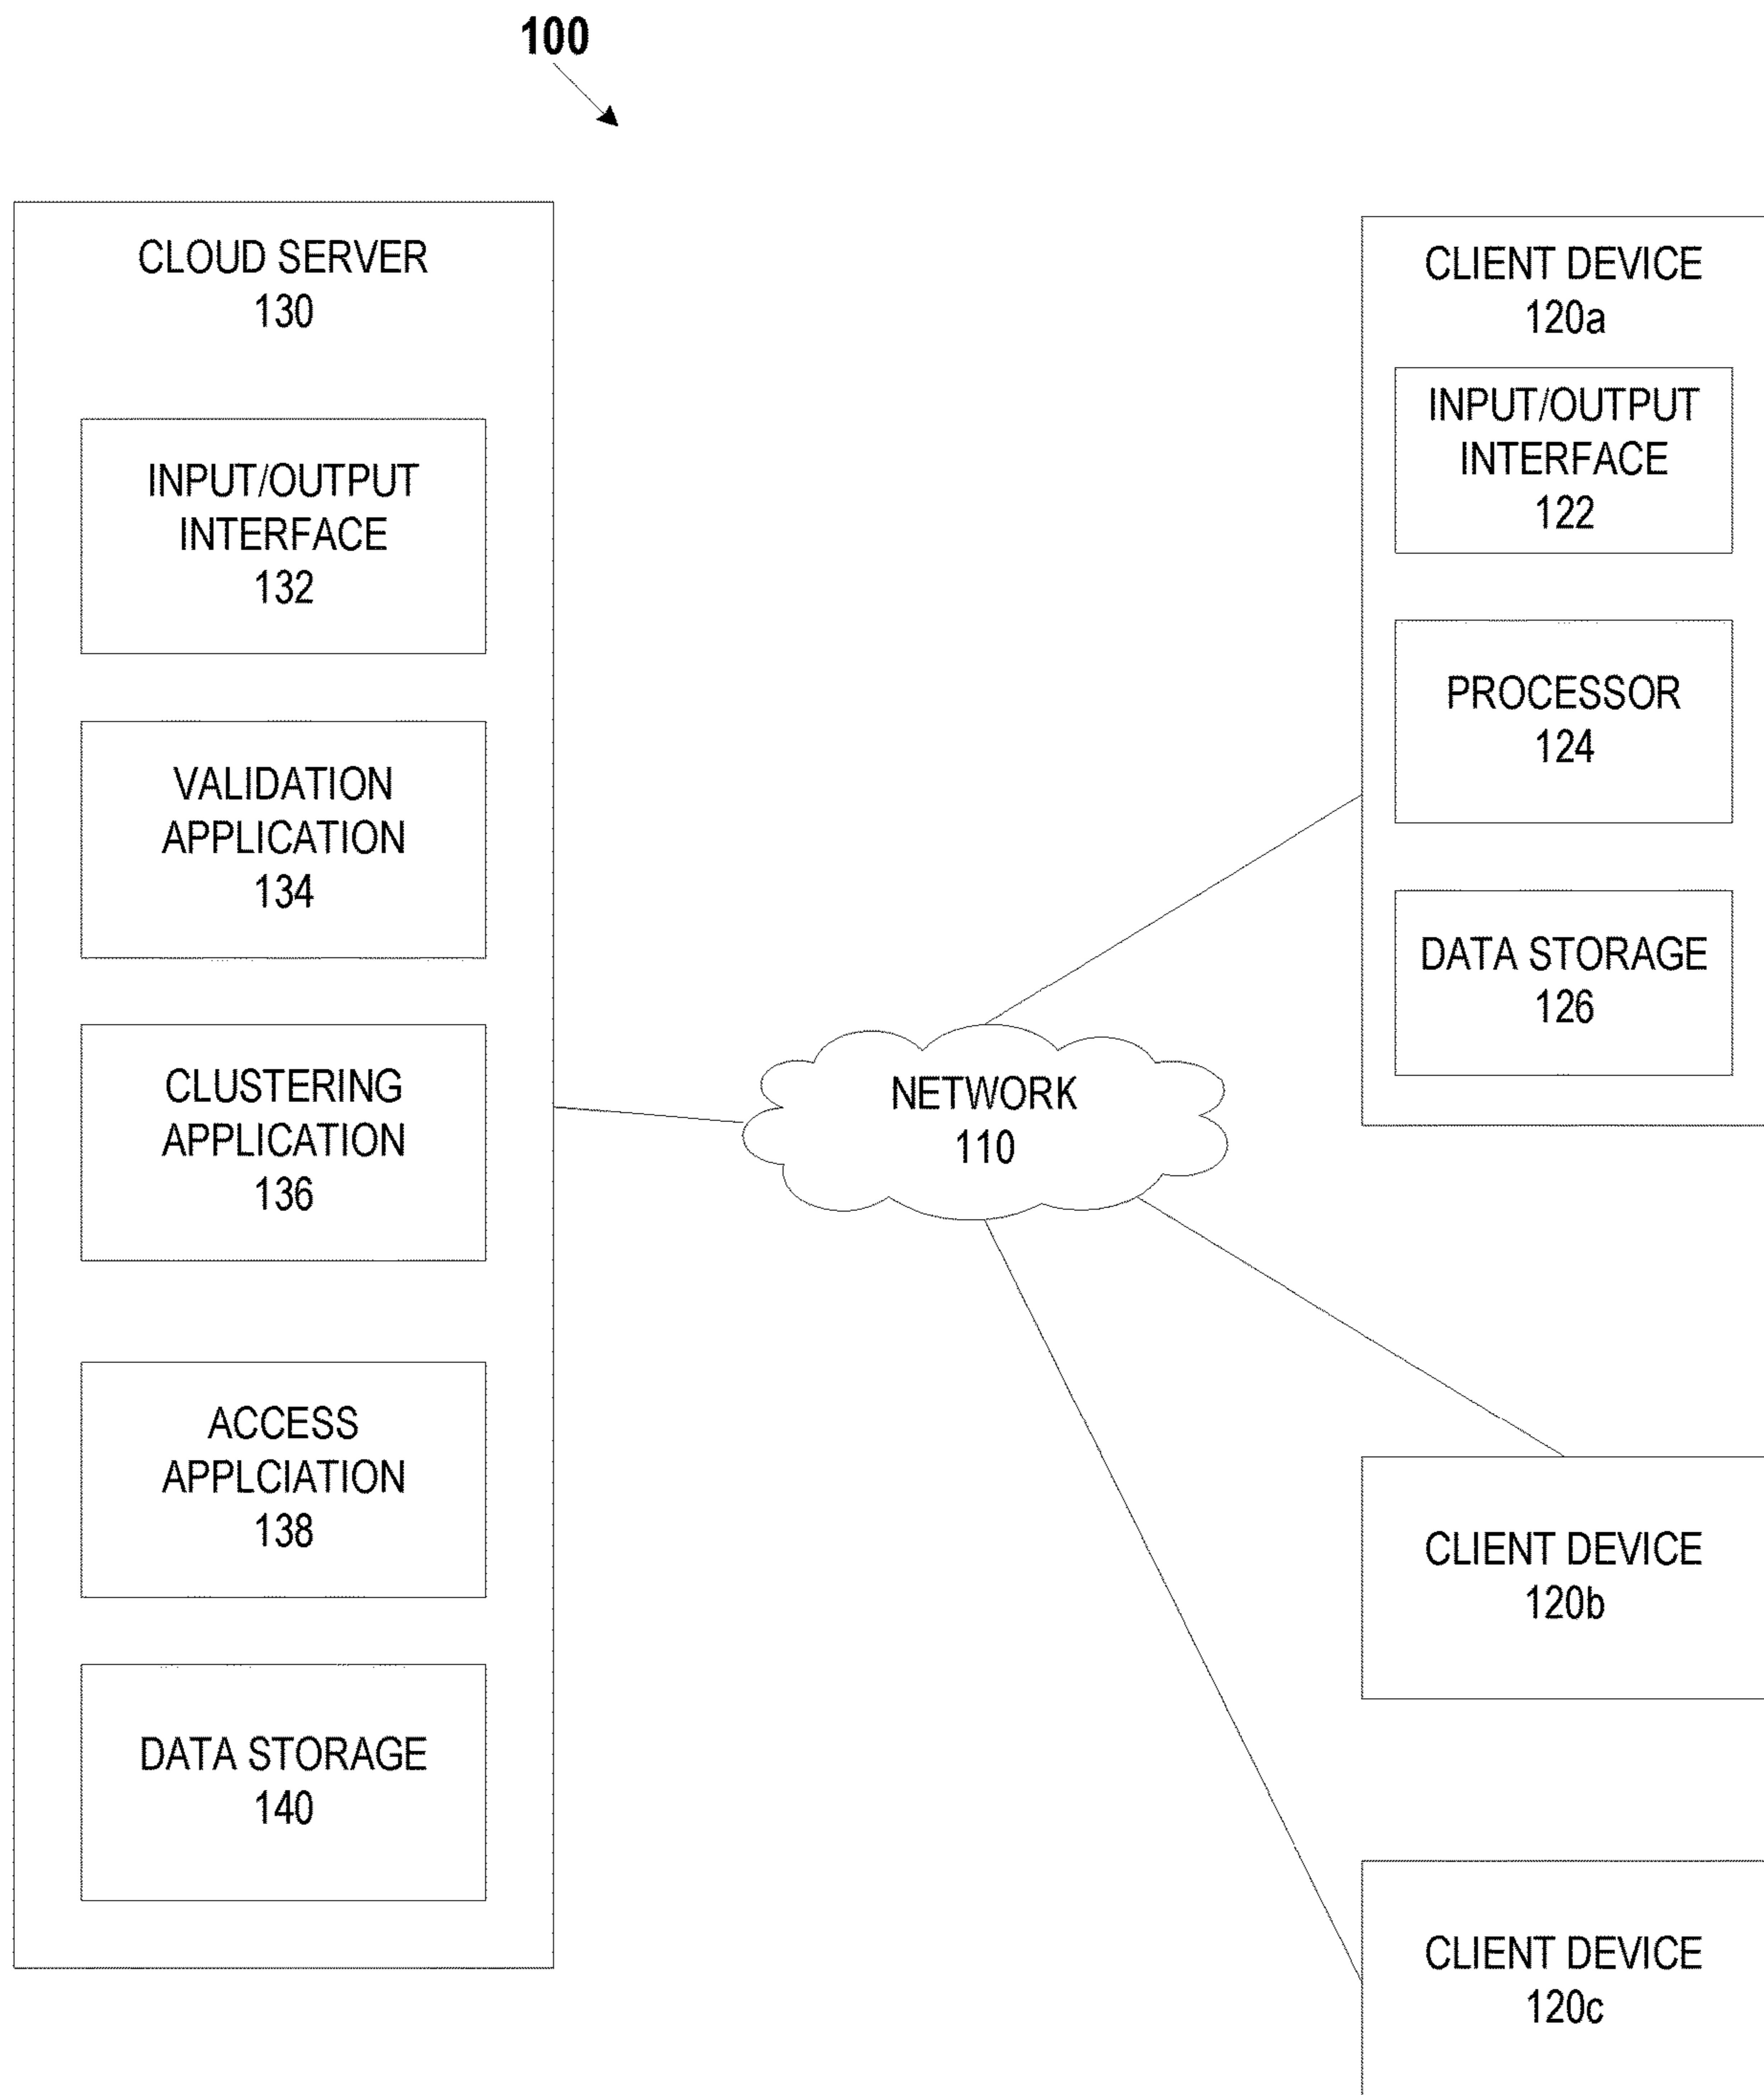 100
CLOUD SERVER
130
INPUT/OUTPUT
INTERFACE
132
VALIDATION
APPLICATION
134
CLUSTERING
APPLICATION
136
ACCESS
APPLCIATION
138
DATA STORAGE
140
NETWORK
110
CLIENT DEVICE
120a
INPUT/OUTPUT
INTERFACE
122
PROCESSOR
124
DATA STORAGE
126
CLIENT DEVICE
120b
CLIENT DEVICE
120c